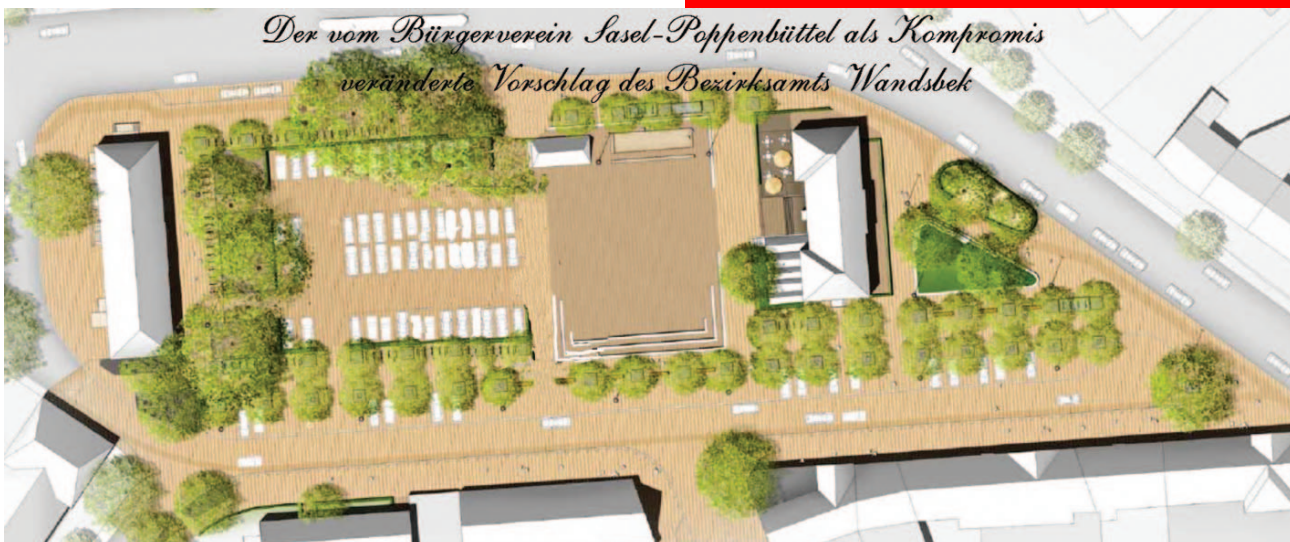 Der vom Bürgerverein Sasel-Poppenbüttel als Kompromis
veränderte Vorschlag des Bezirksamts Wandsbek